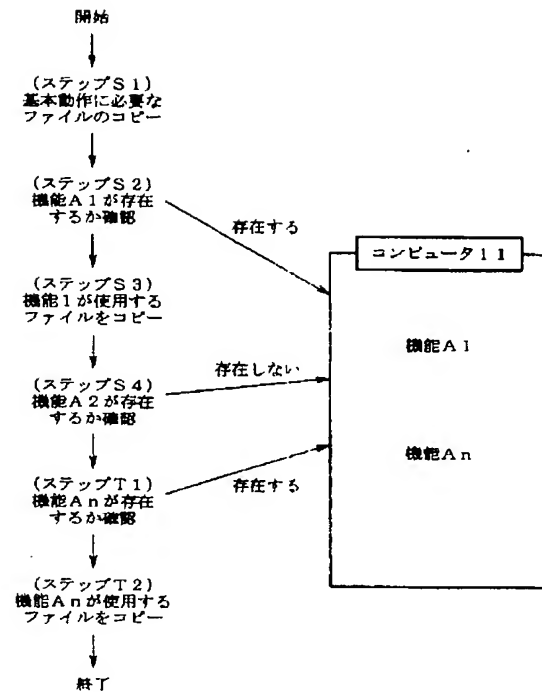 開始
(ステップS1)
基本動作に必要な
ファイルのコピー
(ステップS2)
機能A1が存在
するか確認
存在する
コンピュータ11
(ステップS3)
機能1が使用する
ファイルをコピー
機能A1
(ステップS4)
機能A2が存在
するか確認
存在しない
機能An
(ステップT1)
機能Anが存在
するか確認
存在する
(ステップT2)
機能Anが使用する
ファイルをコピー
終了